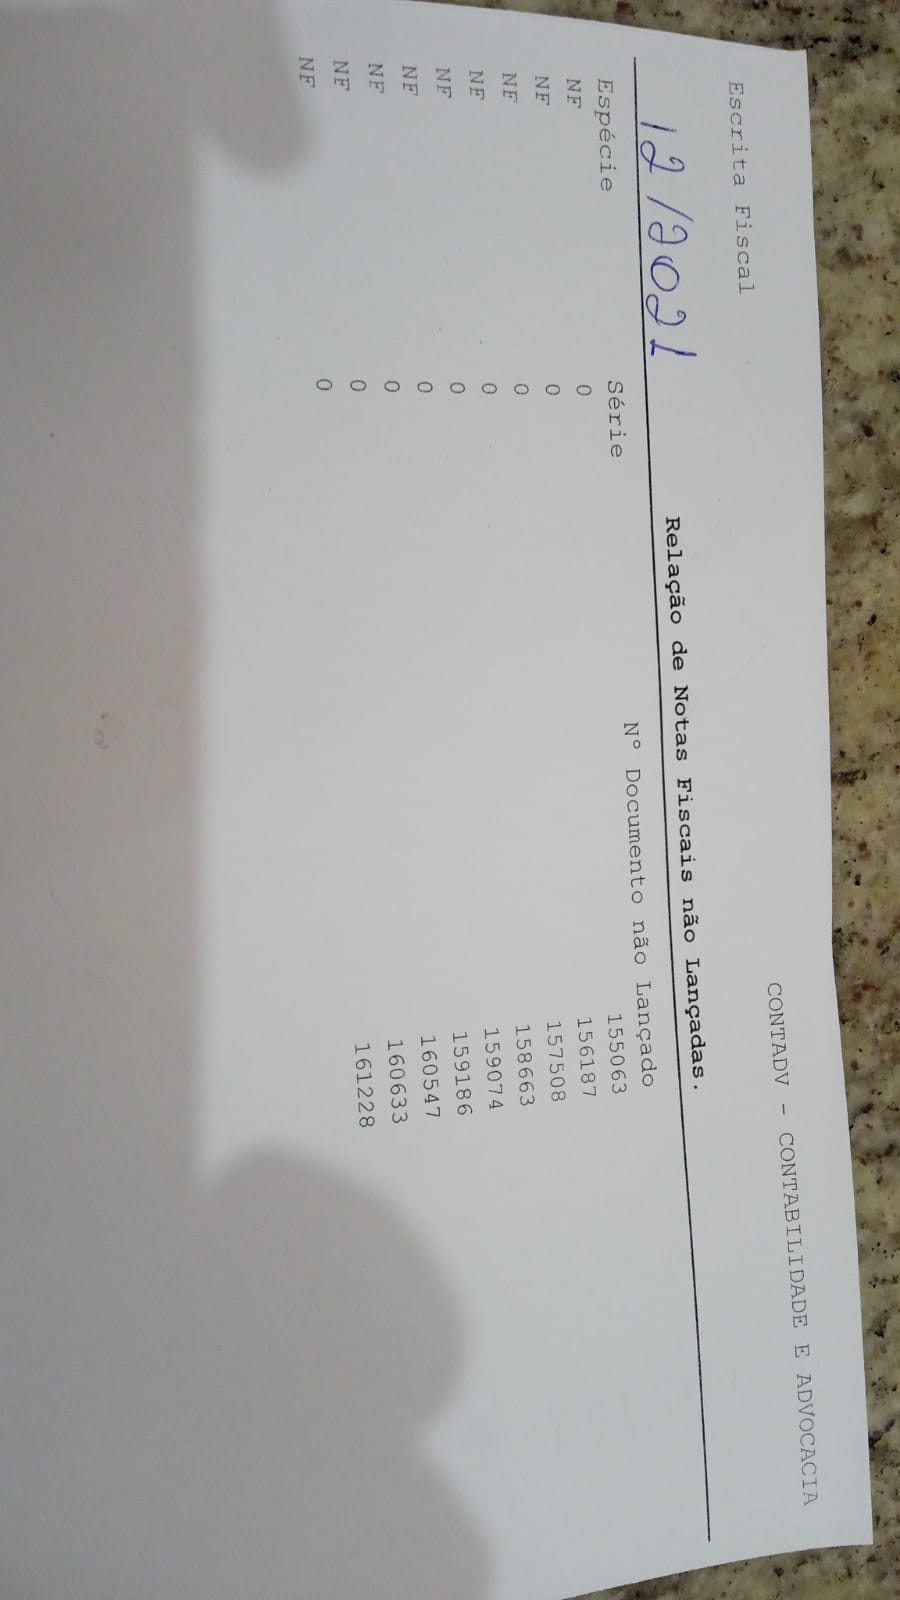 Escrita Fiscal CONTADV - CONTABILIDADE E ADVOCACIA
12/2021 Relação de Notas Fiscais não Lançadas.
Espécie Série Nº Documento não Lançado
NF 0 155063
NF 0 156187
NF 0 157508
NF 0 158663
NF 0 159074
NF 0 159186
NF 0 160547
NF 0 160633
NF 0 161228